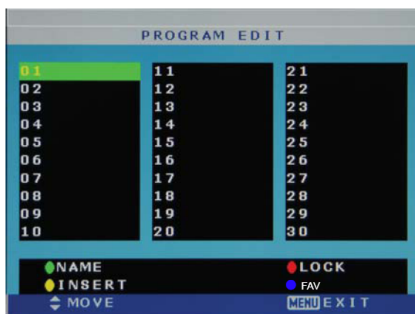 PROGRAM EDIT
01 11 21
02 12 22
03 13 23
04 14 24
05 15 25
06 16 26
07 17 27
08 18 28
09 19 29
10 20 30
NAME LOCK
INSERT FAV
MOVE MENU EXIT